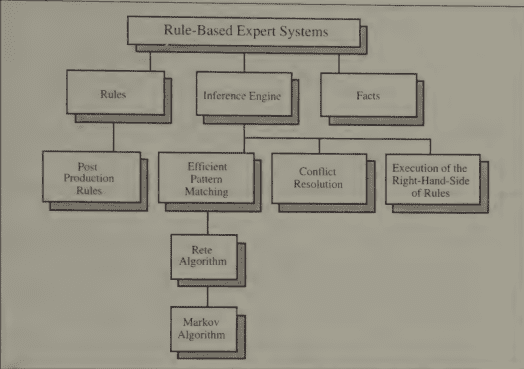 Rule-Based Expert Systems
Rules
Inference Engine
Facts
Post
Production
Rules
Efficient
Pattern
Matching
Conflict
Resolution
Execution of the
Right-Hand-Side
of Rules
Rete
Algorithm
Markov
Algorithm